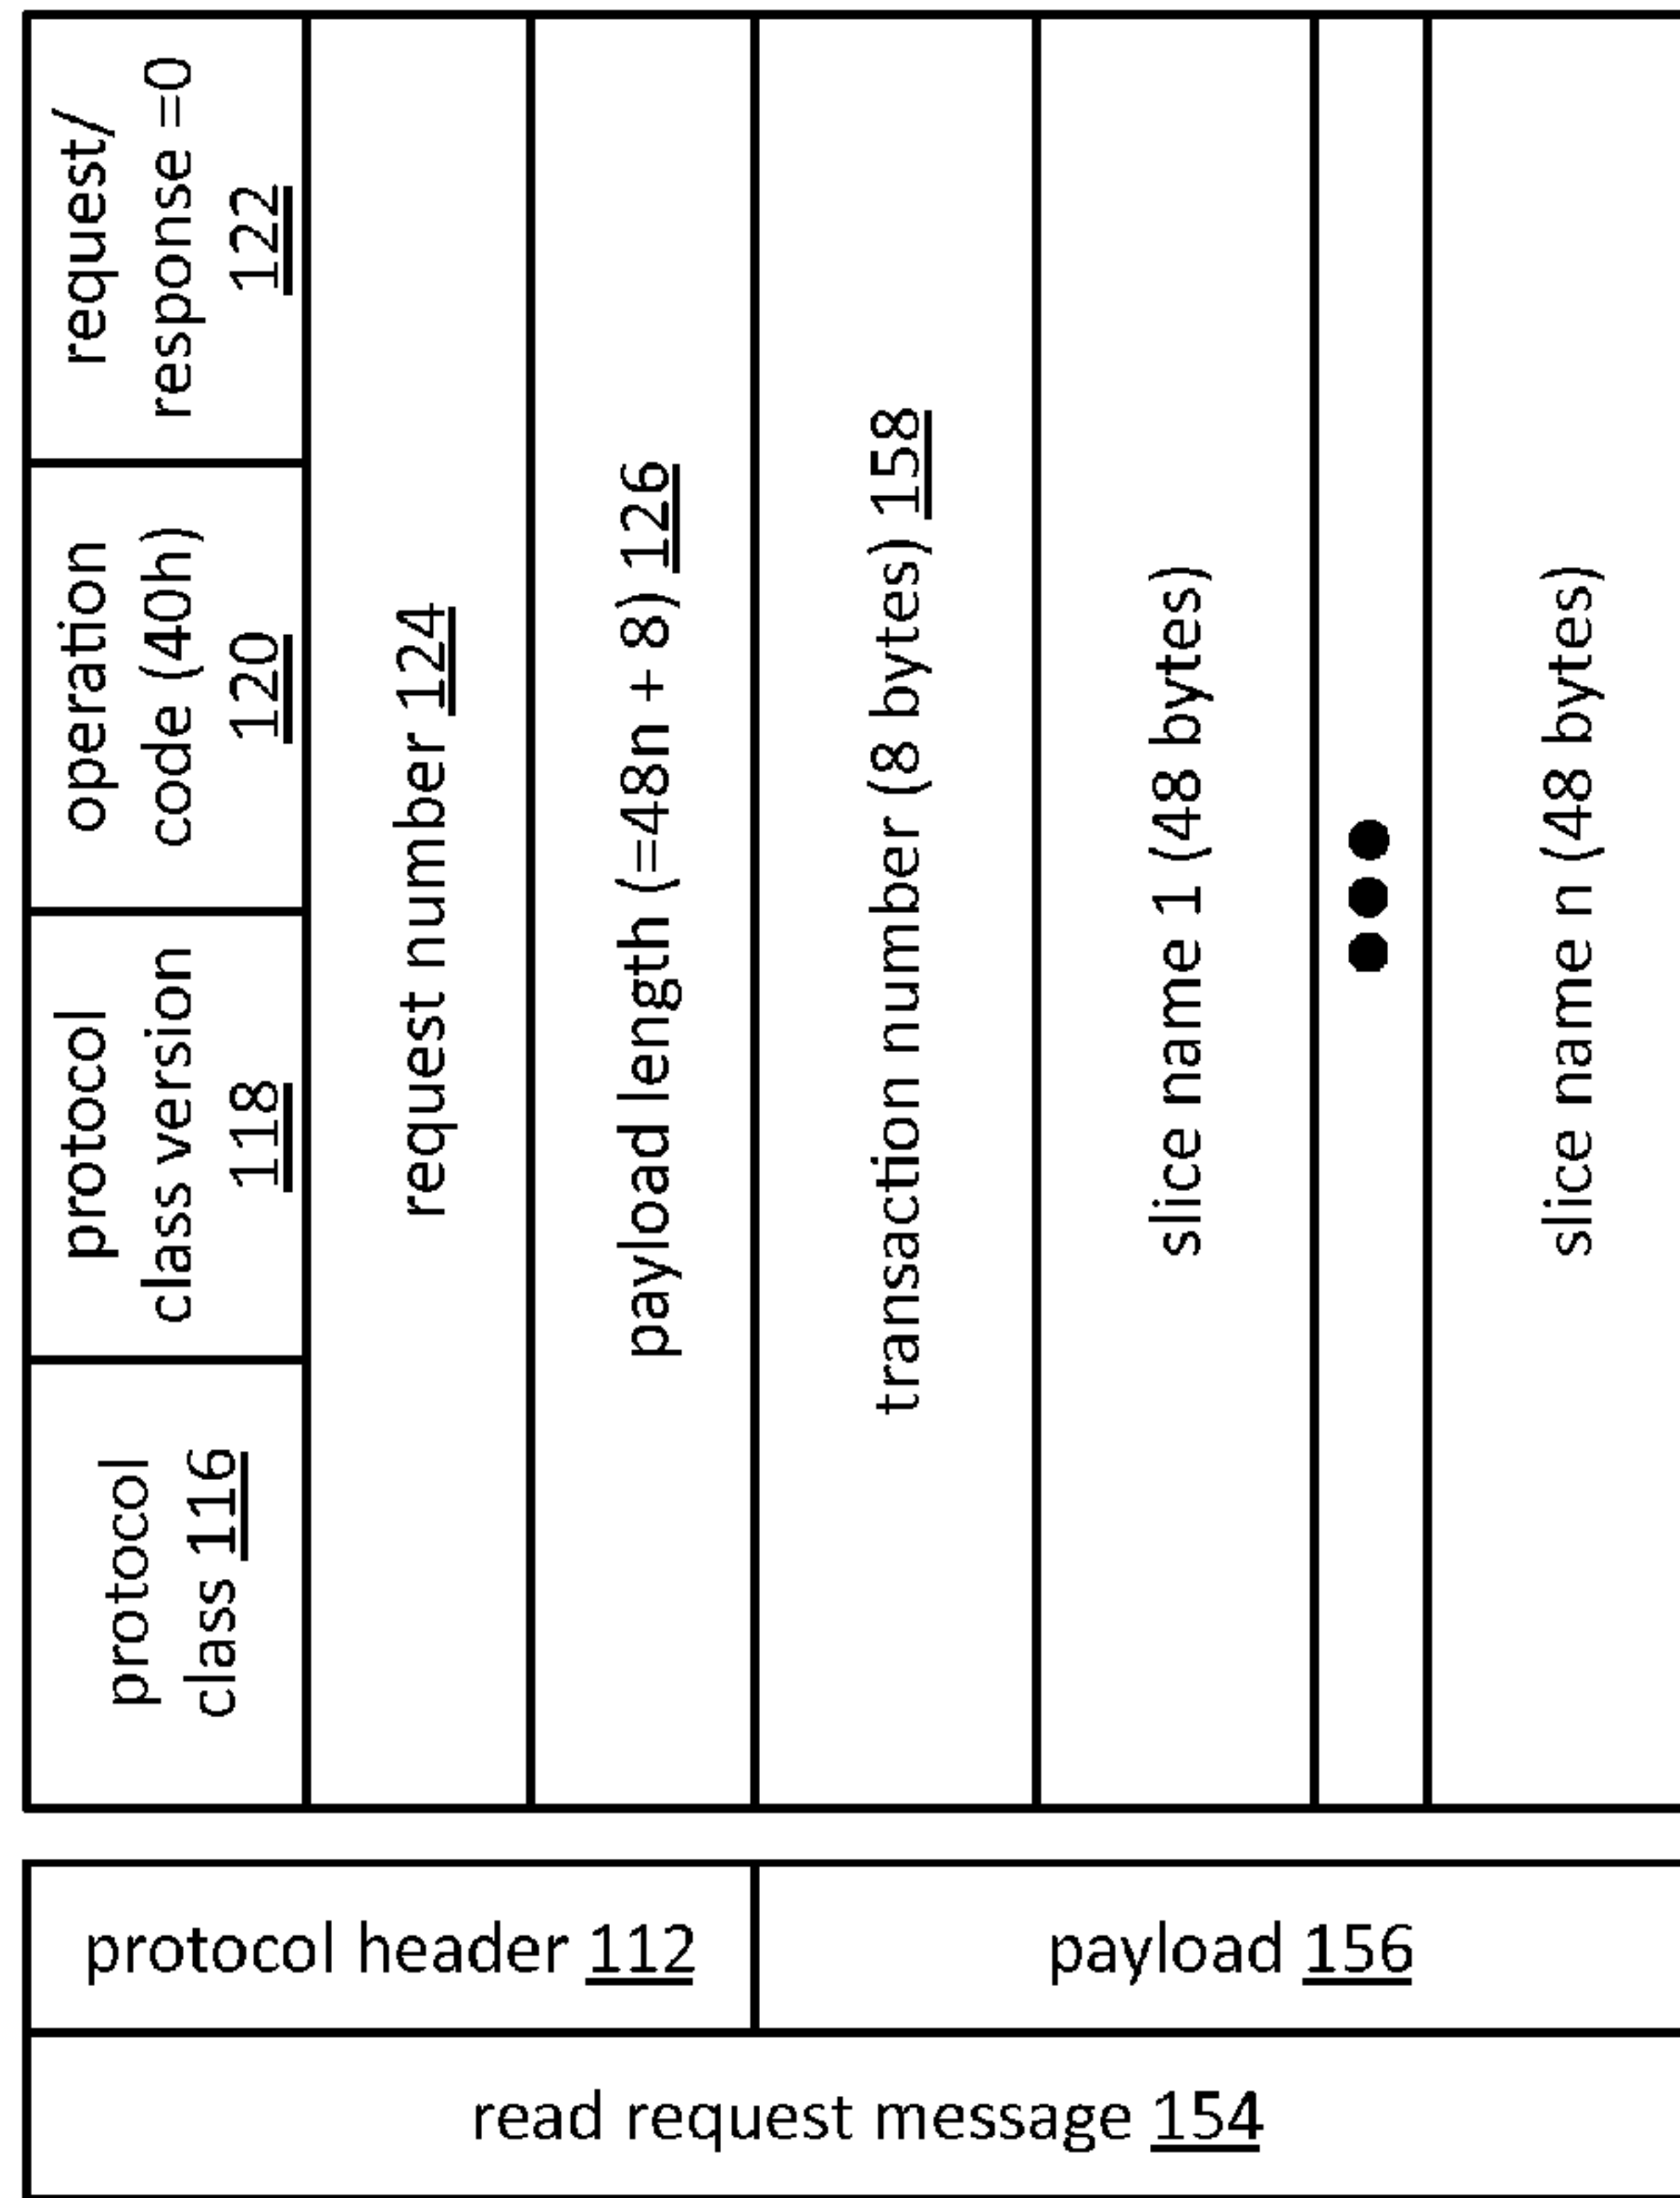 protocol
class 116
protocol
class version
118
operation
code (40h)
120
request/
response =0
122
request number 124
payload length (=48n + 8) 126
transaction number (8 bytes) 158
slice name 1 (48 bytes)
slice name n (48 bytes)
protocol header 112
payload 156
read request message 154